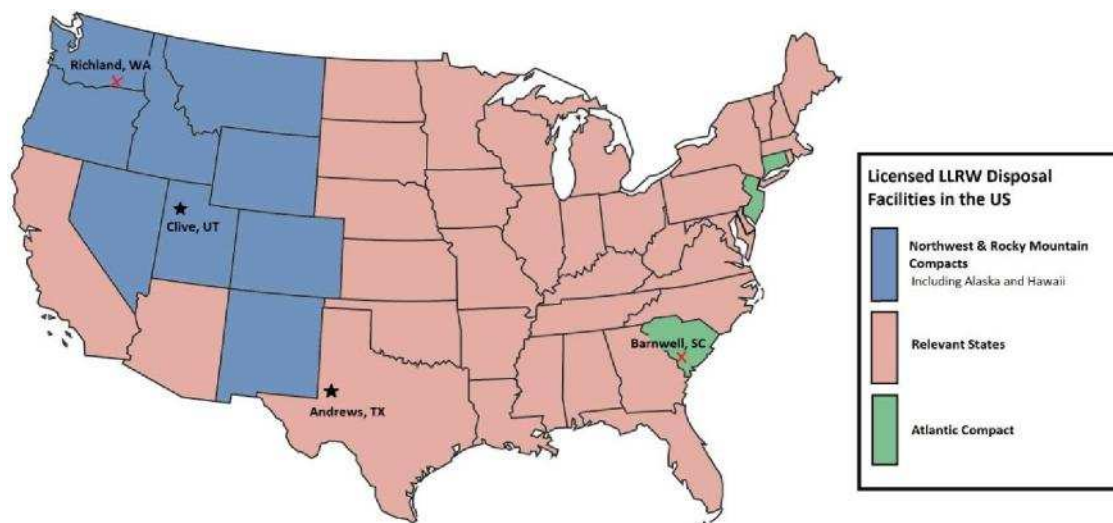 Richland, WA
Clive, UT
Andrews, TX
Barnwell, SC
Licensed LLRW Disposal
Facilities in the US
Northwest & Rocky Mountain
Compacts
Including Alaska and Hawaii
Relevant States
Atlantic Compact